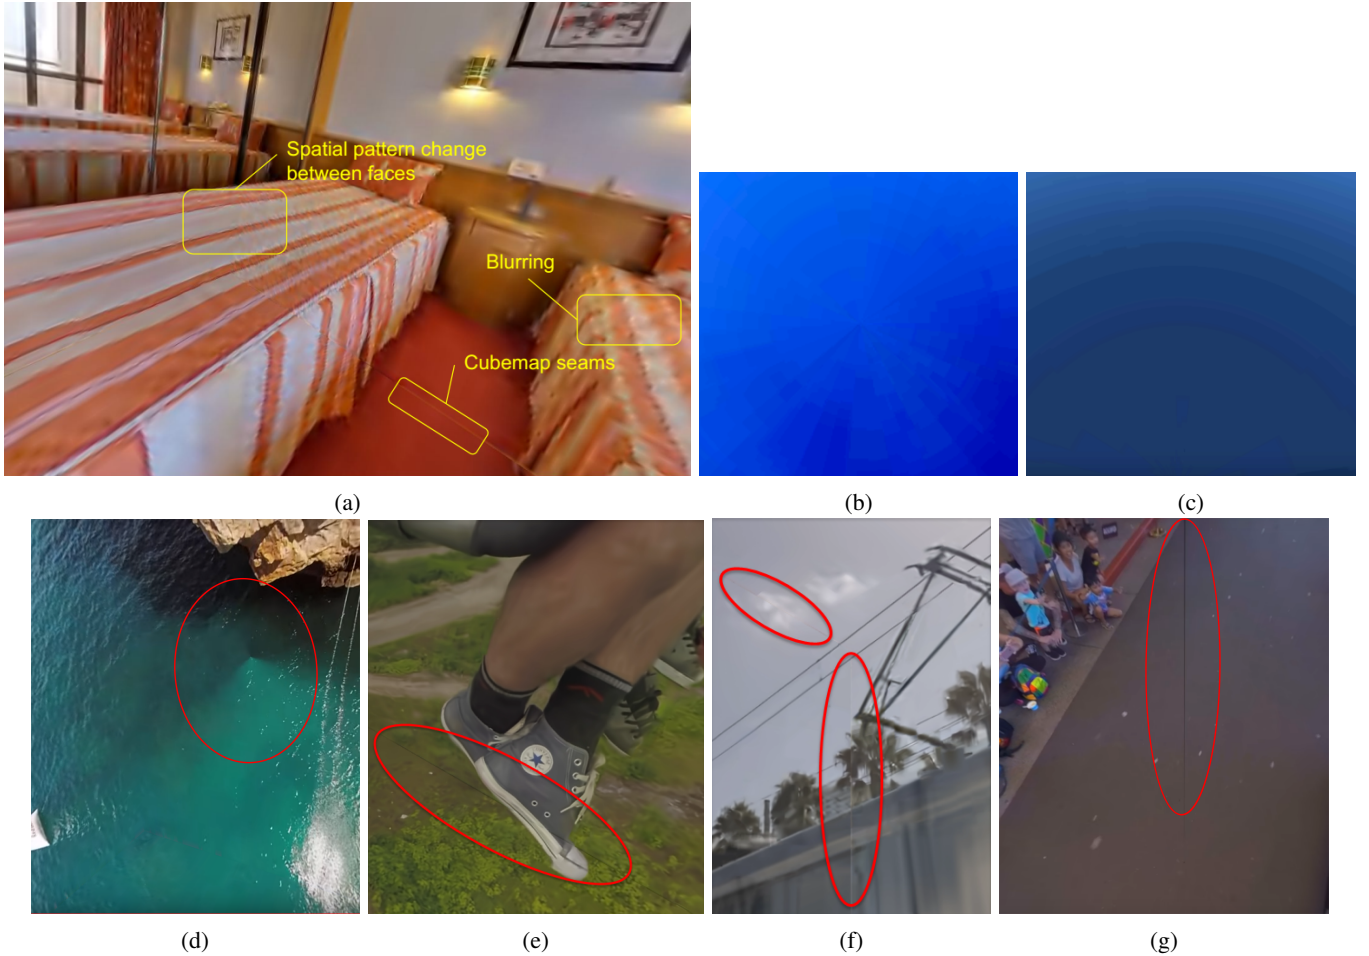 Spatial pattern change
between faces
Blurring
Cubemap seams
(a)
(b)
(c)
(d)
(e)
(f)
(g)